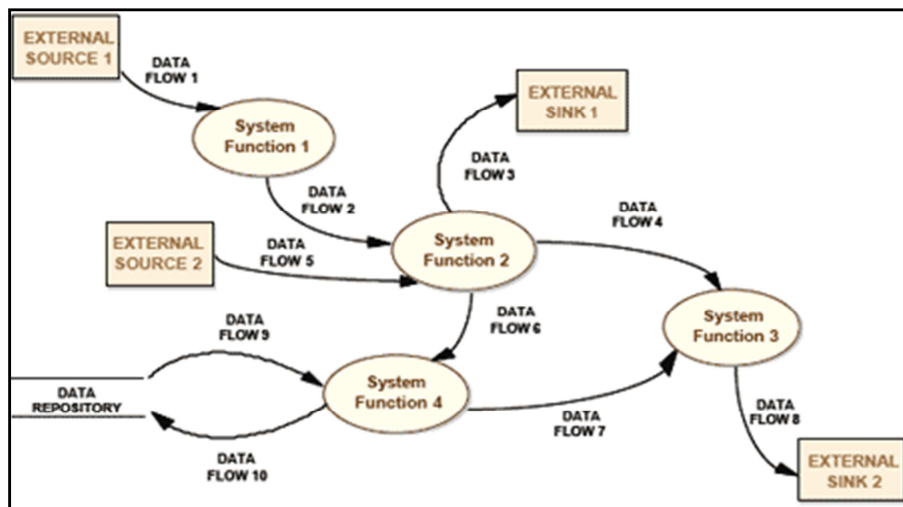 EXTERNAL
SOURCE 1
DATA
FLOW 1
System
Function 1
EXTERNAL
SINK 1
DATA
FLOW 2
DATA
FLOW 3
DATA
FLOW 4
EXTERNAL
SOURCE 2
DATA
FLOW 5
System
Function 2
DATA
FLOW 6
System
Function 3
DATA
FLOW 9
DATA
REPOSITORY
System
Function 4
DATA
FLOW 7
DATA
FLOW 8
DATA
FLOW 10
EXTERNAL
SINK 2